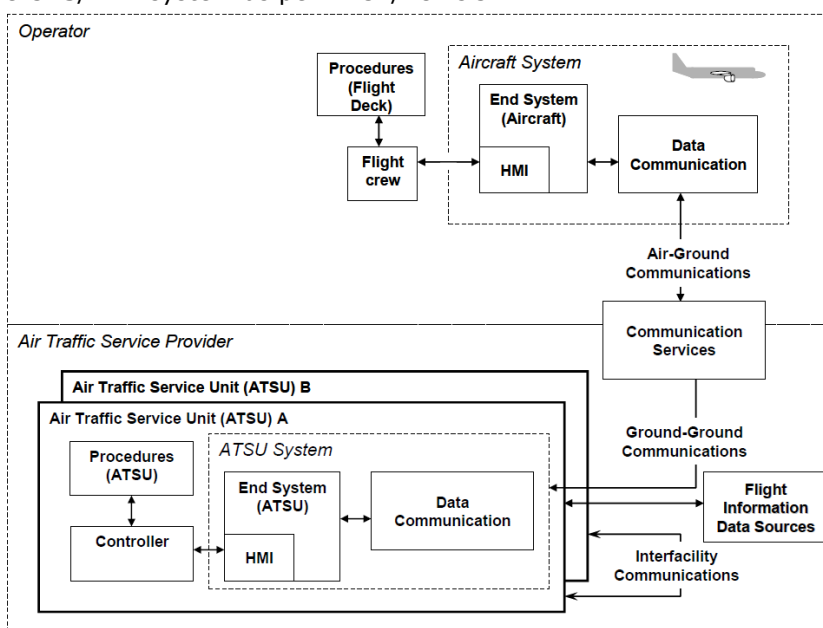 Operator
Procedures
(Flight
Deck)
Flight
crew
Aircraft System
End System
(Aircraft)
HMI
Data
Communication
Air-Ground
Communications
Communication
Services
Air Traffic Service Provider
Air Traffic Service Unit (ATSU) B
Air Traffic Service Unit (ATSU) A
Procedures
(ATSU)
Controller
ATSU System
End System
(ATSU)
HMI
Data
Communication
Ground-Ground
Communications
Flight
Information
Data Sources
Interfacility
Communications